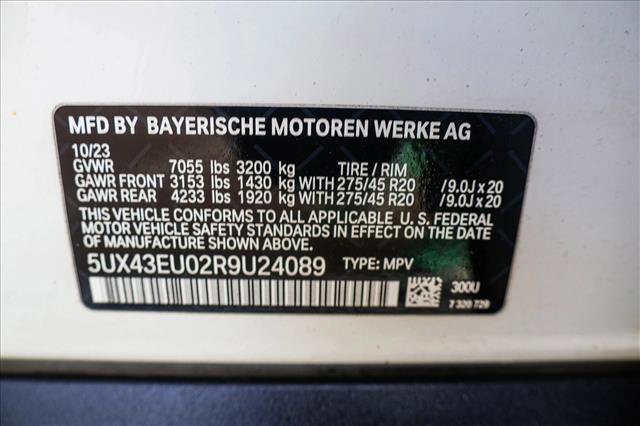 MFD BY BAYERISCHE MOTOREN WERKE AG
10/23
GVWR 7055 lbs 3200 kg TIRE / RIM
GAWR FRONT 3153 lbs 1430 kg WITH 275/45 R20 /9.0J x 20
GAWR REAR 4233 lbs 1920 kg WITH 275/45 R20 /9.0J x 20
THIS VEHICLE CONFORMS TO ALL APPLICABLE U. S. FEDERAL
MOTOR VEHICLE SAFETY STANDARDS IN EFFECT
ON THE DATE OF MANUFACTURE SHOWN ABOVE.
5UX43EU02R9U24089 TYPE: MPV
300U
7 320 729